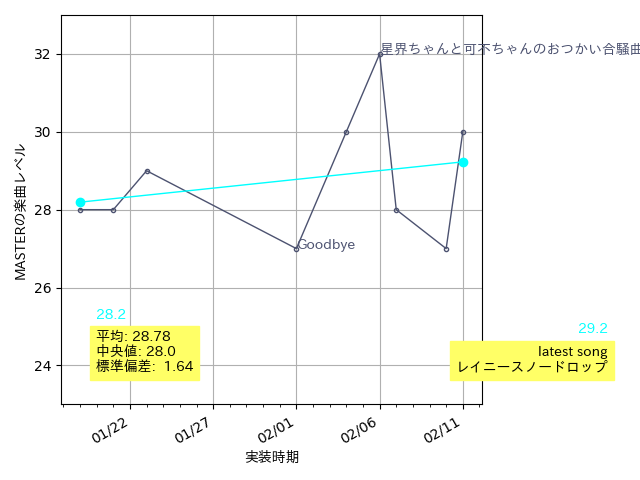 32
30
28
26
24
MASTERの楽曲レベル
星界ちゃんと可不ちゃんのおつかい合騒曲
Goodbye
28.2
平均: 28.78
中央値: 28.0
標準偏差: 1.64
29.2
latest song
レイニースノードロップ
01/22
01/27
02/01
02/06
02/11
実装時期